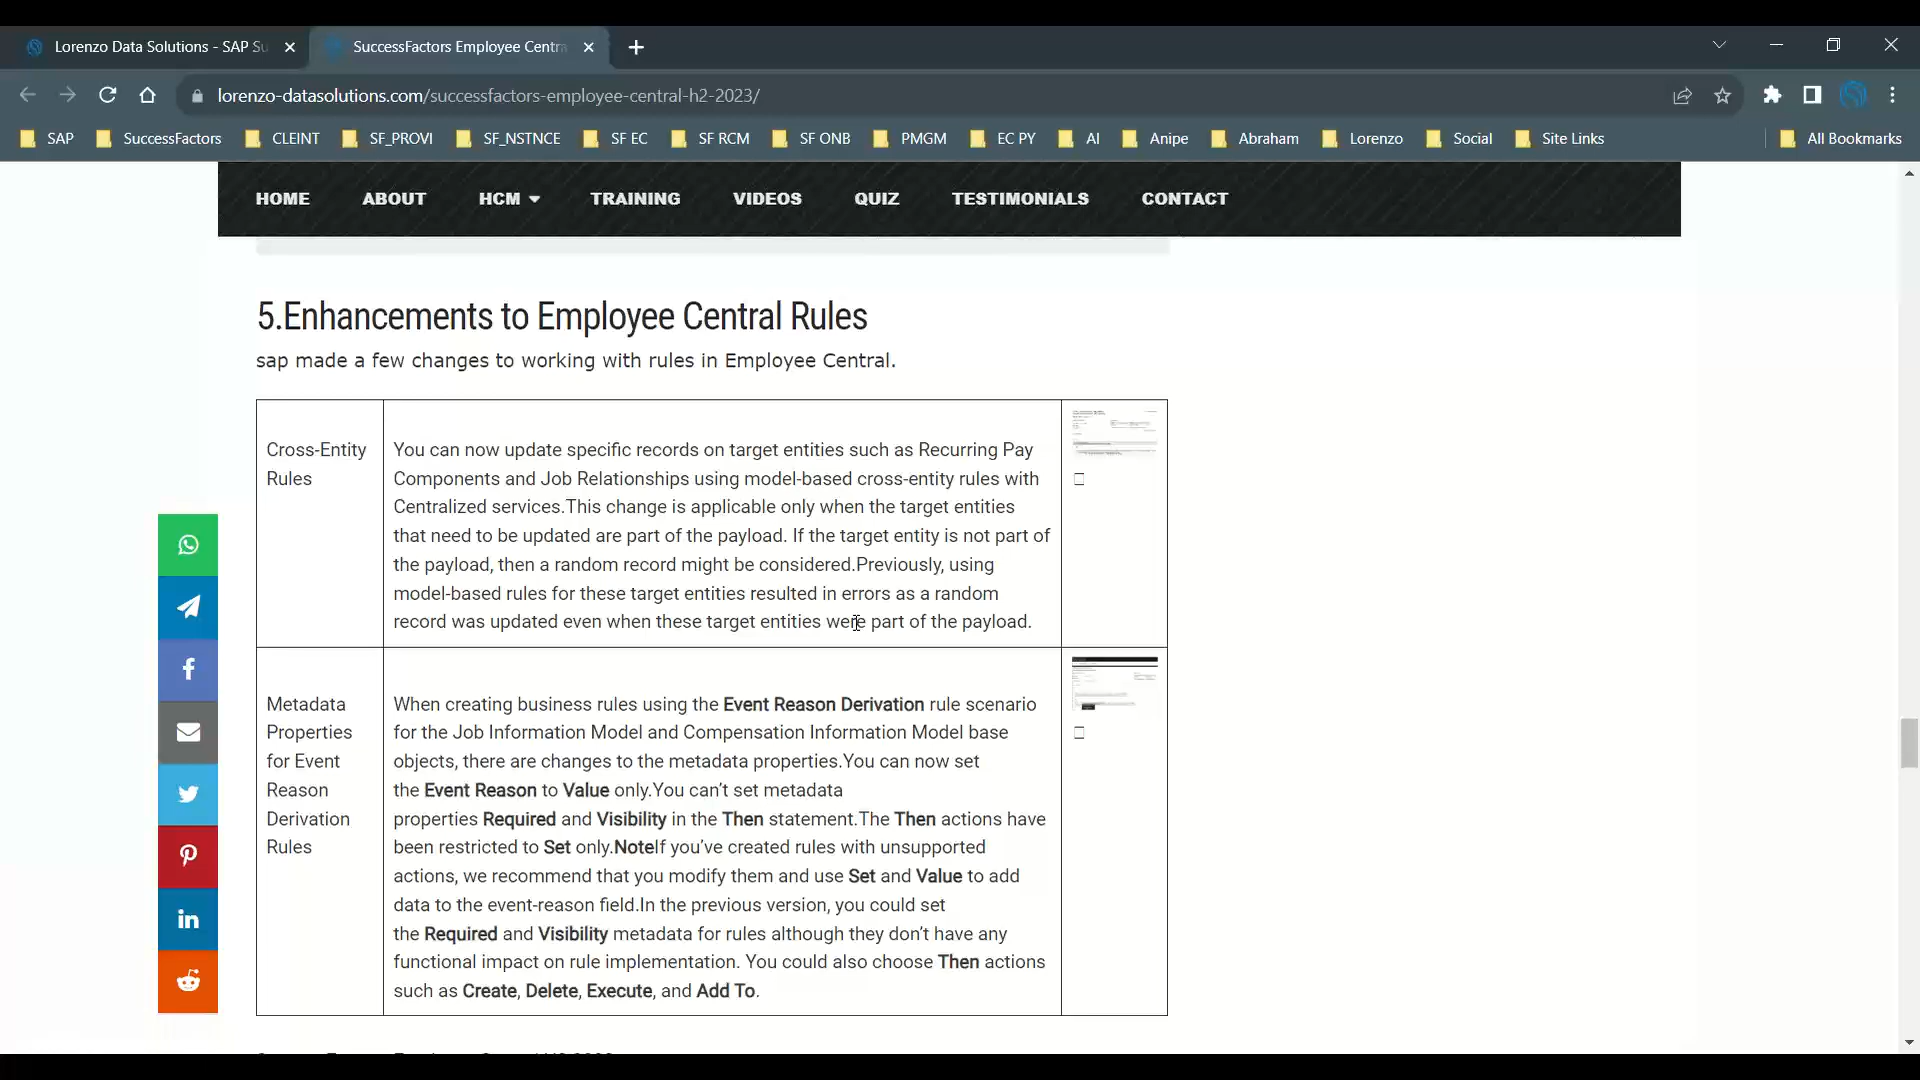 Lorenzo Data Solutions - SAP Su
SuccessFactors Employee Centra
lorenzo-datasolutions.com/successfactors-employee-central-h2-2023/
SAP SuccessFactors CLEINT SF_PROVI SF_NSTNCE SF EC SF RCM SF ONB PMGM EC PY AI Anipe Abraham Lorenzo Social Site Links All Bookmarks
HOME ABOUT HCM TRAINING VIDEOS QUIZ TESTIMONIALS CONTACT
5.Enhancements to Employee Central Rules
sap made a few changes to working with rules in Employee Central.
Cross-Entity
Rules
You can now update specific records on target entities such as Recurring Pay
Components and Job Relationships using model-based cross-entity rules with
Centralized services.This change is applicable only when the target entities
that need to be updated are part of the payload. If the target entity is not part of
the payload, then a random record might be considered.Previously, using
model-based rules for these target entities resulted in errors as a random
record was updated even when these target entities were part of the payload.
Metadata
Properties
for Event
Reason
Derivation
Rules
When creating business rules using the Event Reason Derivation rule scenario
for the Job Information Model and Compensation Information Model base
objects, there are changes to the metadata properties.You can now set
the Event Reason to Value only.You can't set metadata
properties Required and Visibility in the Then statement.The Then actions have
been restricted to Set only.NoteIf you've created rules with unsupported
actions, we recommend that you modify them and use Set and Value to add
data to the event-reason field.In the previous version, you could set
the Required and Visibility metadata for rules although they don't have any
functional impact on rule implementation. You could also choose Then actions
such as Create, Delete, Execute, and Add To.